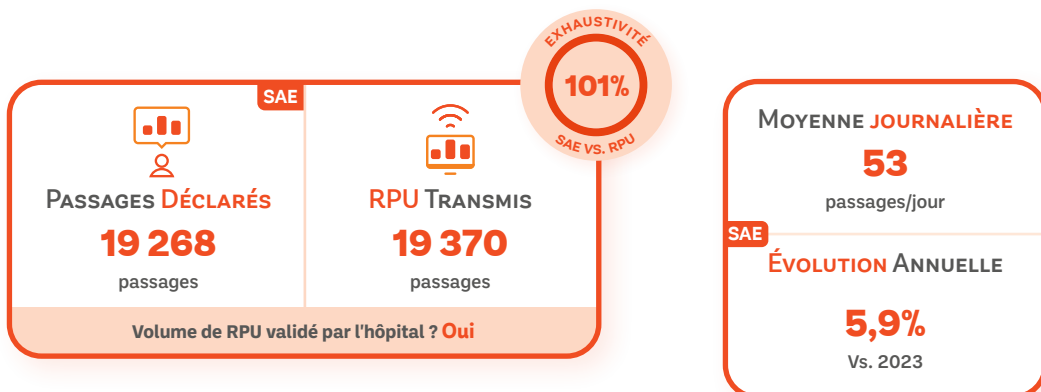 EXHAUSTIVITÉ
101%
SAE VS. RPU
SAE
PASSAGES DÉCLARÉS
19 268
passages
RPU TRANSMIS
19 370
passages
Volume de RPU validé par l'hôpital ? Oui
MOYENNE JOURNALIÈRE
53
passages/jour
SAE
ÉVOLUTION ANNUELLE
5,9%
Vs. 2023